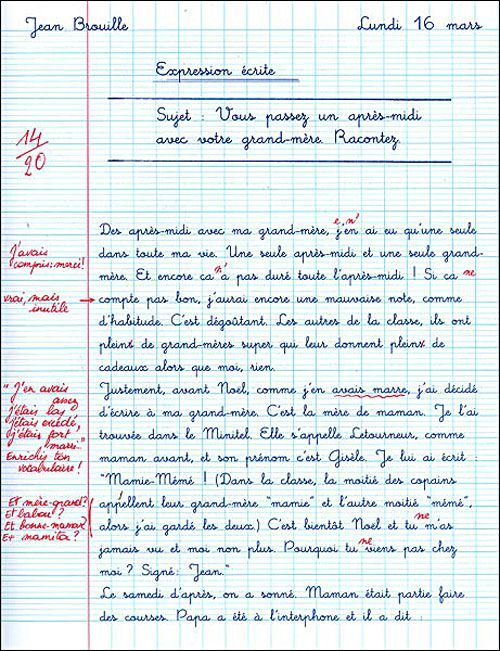 Jean Brouille
Lundi 16 mars
Expression écrite
Sujet : Vous passez un après-midi
avec votre grand-mère. Racontez.
14
20
Des après-midi avec ma grand-mère, j'en ai eu qu'une seule
e n'
dans toute ma vie. Une seule après-midi et une seule grand-
J'avais
compris: merci!
mère. Et encore ca a pas duré toute l'après-midi ! Si ca
n'
ne
vrai, mais
inutile
compte pas bon, j'aurai encore une mauvaise note, comme
d'habitude. C'est dégoûtant. Les autres de la classe, ils ont
pleins de grand-mères super qui leur donnent pleins de
cadeaux alors que moi, rien.
Justement, avant Noël, comme j'en avais marre, j'ai décidé
d'écrire à ma grand-mère. C'est la mère de maman. Je l'ai
trouvée dans le Minitel. Elle s'appelle Letourneur, comme
maman avant, et son prénom c'est Gisèle. Je lui ai écrit :
"J'en avais
assez
j'étais las
j'étais excédé,
j'étais fort
marri."
Enrichis ton
vocabulaire!
"Mamie-Mémé ! (Dans la classe, la moitié des copains
appellent leur grand-mère "mamie" et l'autre moitié "mémé",
alors j'ai gardé les deux.) C'est bientôt Noël et tu m'as
ne
Et mère-grand?
Et babou?
Et bonne-maman
Et mamita?
jamais vu et moi non plus. Pourquoi tu viens pas chez
ne
moi ? Signé : Jean."
Le samedi d'après, on a sonné. Maman était partie faire
des courses. Papa a été à l'interphone et il a dit :